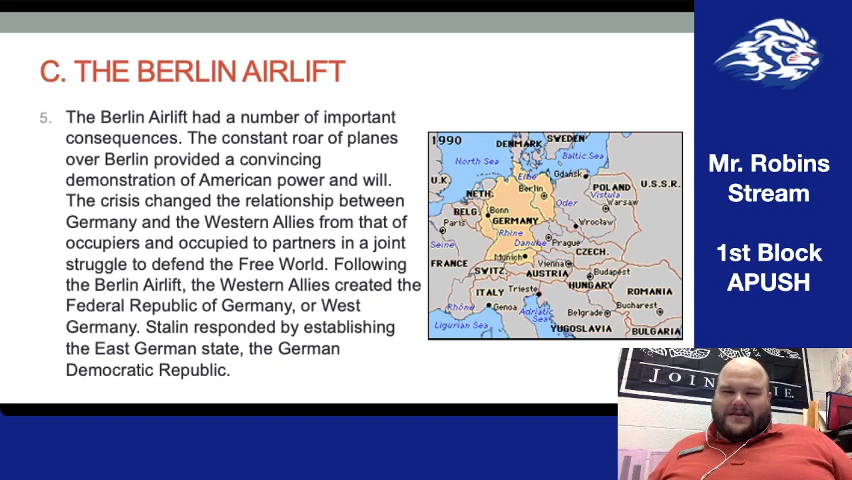 C. THE BERLIN AIRLIFT
5. The Berlin Airlift had a number of important
consequences. The constant roar of planes
over Berlin provided a convincing
demonstration of American power and will.
The crisis changed the relationship between
Germany and the Western Allies from that of
occupiers and occupied to partners in a joint
struggle to defend the Free World. Following
the Berlin Airlift, the Western Allies created the
Federal Republic of Germany, or West
Germany. Stalin responded by establishing
the East German state, the German
Democratic Republic.
1990
SWEDEN
DENMARK
North Sea
Baltic Sea
Elbe
Gdańsk
U.K.
Berlin
POLAND
U.S.S.R.
NETH.
Oder
Vistula
Warsaw
BELG
Bonn
GERMANY
Wrocław
Paris
Rhine
Seine
Danube
Prague
CZECH.
Munich
Vienna
FRANCE
SWITZ
AUSTRIA
Budapest
HUNGARY
ITALY
Trieste
ROMANIA
Rhône
Genoa
Adriatic
Sea
Belgrade
Bucharest
Ligurian Sea
YUGOSLAVIA
BULGARIA
Mr. Robins
Stream
1st Block
APUSH
JOIN
IE.